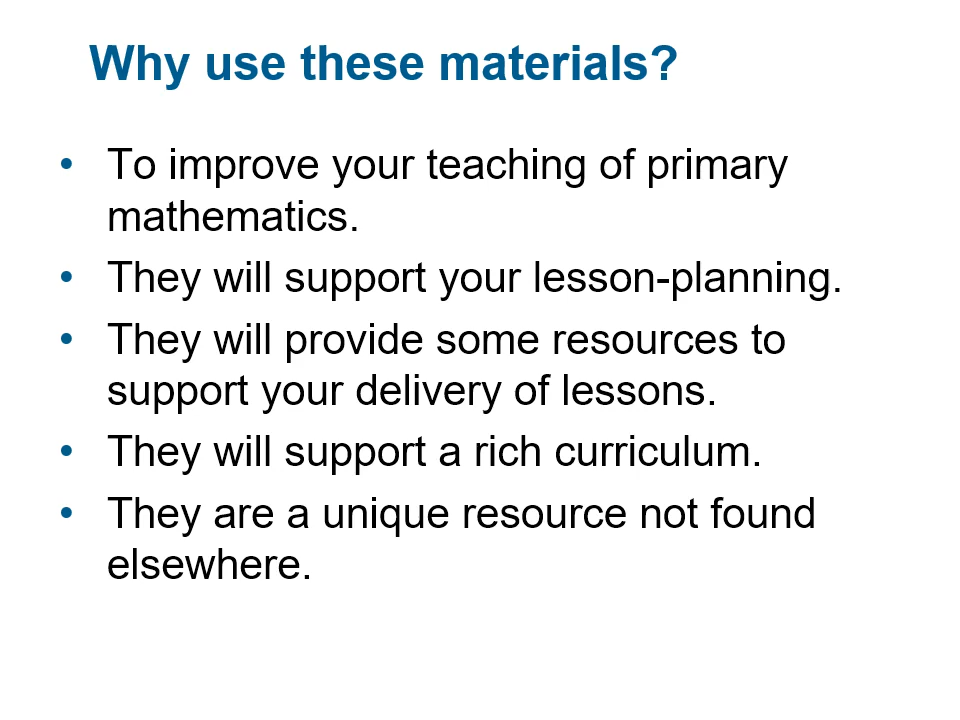 Why use these materials?
• To improve your teaching of primary
mathematics.
• They will support your lesson-planning.
• They will provide some resources to
support your delivery of lessons.
• They will support a rich curriculum.
• They are a unique resource not found
elsewhere.